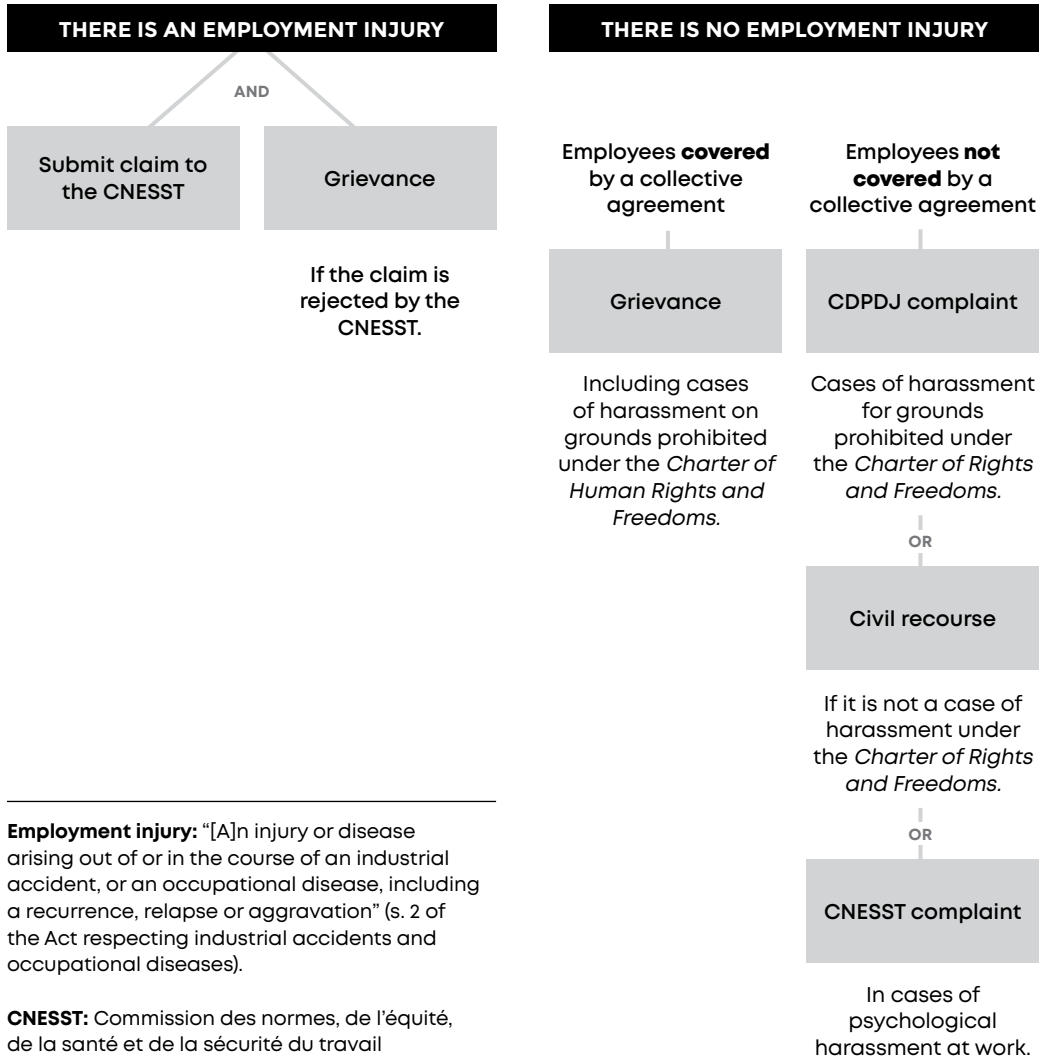 THERE IS AN EMPLOYMENT INJURY
AND
Submit claim to
the CNESST
Grievance
If the claim is
rejected by the
CNESST.
Employment injury: “[A]n injury or disease
arising out of or in the course of an industrial
accident, or an occupational disease, including
a recurrence, relapse or aggravation” (s. 2 of
the Act respecting industrial accidents and
occupational diseases).
CNESST: Commission des normes, de l’équité,
de la santé et de la sécurité du travail
THERE IS NO EMPLOYMENT INJURY
Employees covered
by a collective
agreement
Grievance
Including cases
of harassment on
grounds prohibited
under the Charter of
Human Rights and
Freedoms.
Employees not
covered by a
collective agreement
CDPDJ complaint
Cases of harassment
for grounds
prohibited under
the Charter of Rights
and Freedoms.
OR
Civil recourse
If it is not a case of
harassment under
the Charter of Rights
and Freedoms.
OR
CNESST complaint
In cases of
psychological
harassment at work.